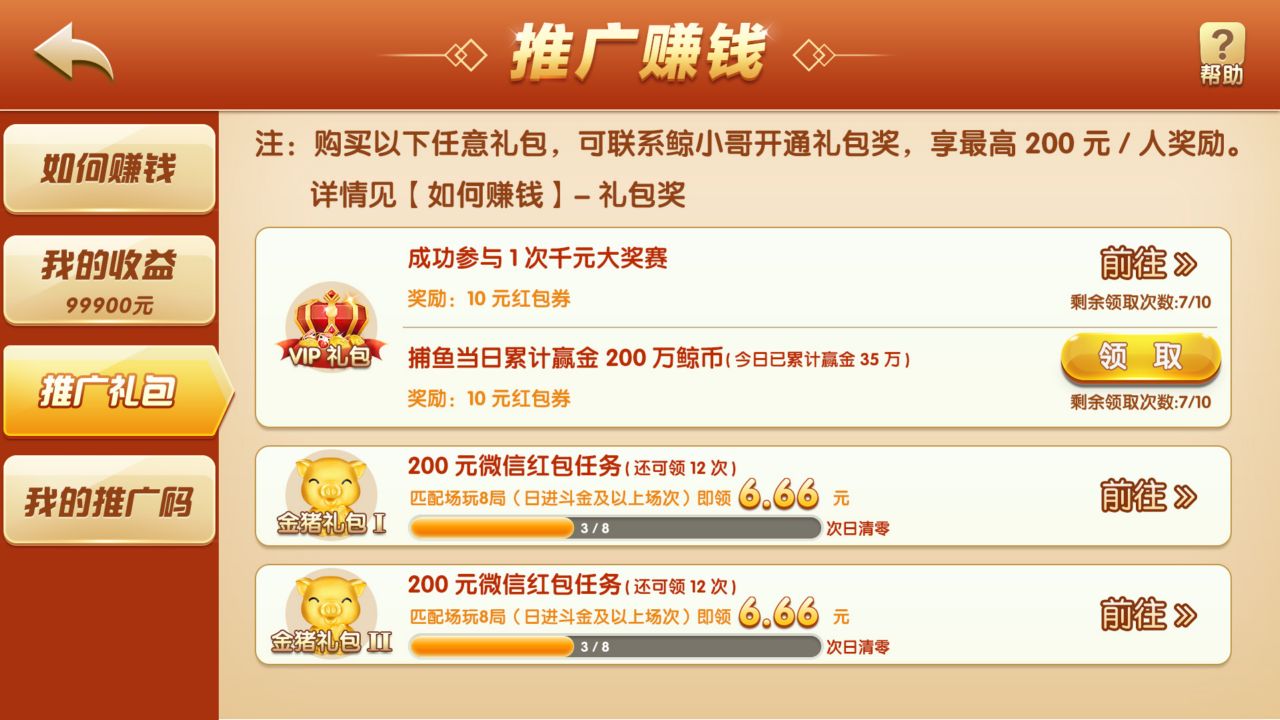 推广赚钱
?
帮助
如何赚钱
我的收益
99900元
推广礼包
我的推广码
注：购买以下任意礼包，可联系鲸小哥开通礼包奖，享最高 200 元 / 人奖励。
详情见【如何赚钱】– 礼包奖
VIP 礼包
成功参与 1 次千元大奖赛
奖励：10 元红包券
前往 »
剩余领取次数:7/10
捕鱼当日累计赢金 200 万鲸币( 今日已累计赢金 35 万 )
奖励：10 元红包券
领 取
剩余领取次数:7/10
金猪礼包 I
200 元微信红包任务( 还可领 12 次 )
匹配场玩8局（日进斗金及以上场次）即领 6.66 元
3 / 8
次日清零
前往 »
金猪礼包 II
200 元微信红包任务( 还可领 12 次 )
匹配场玩8局（日进斗金及以上场次）即领 6.66 元
3 / 8
次日清零
前往 »